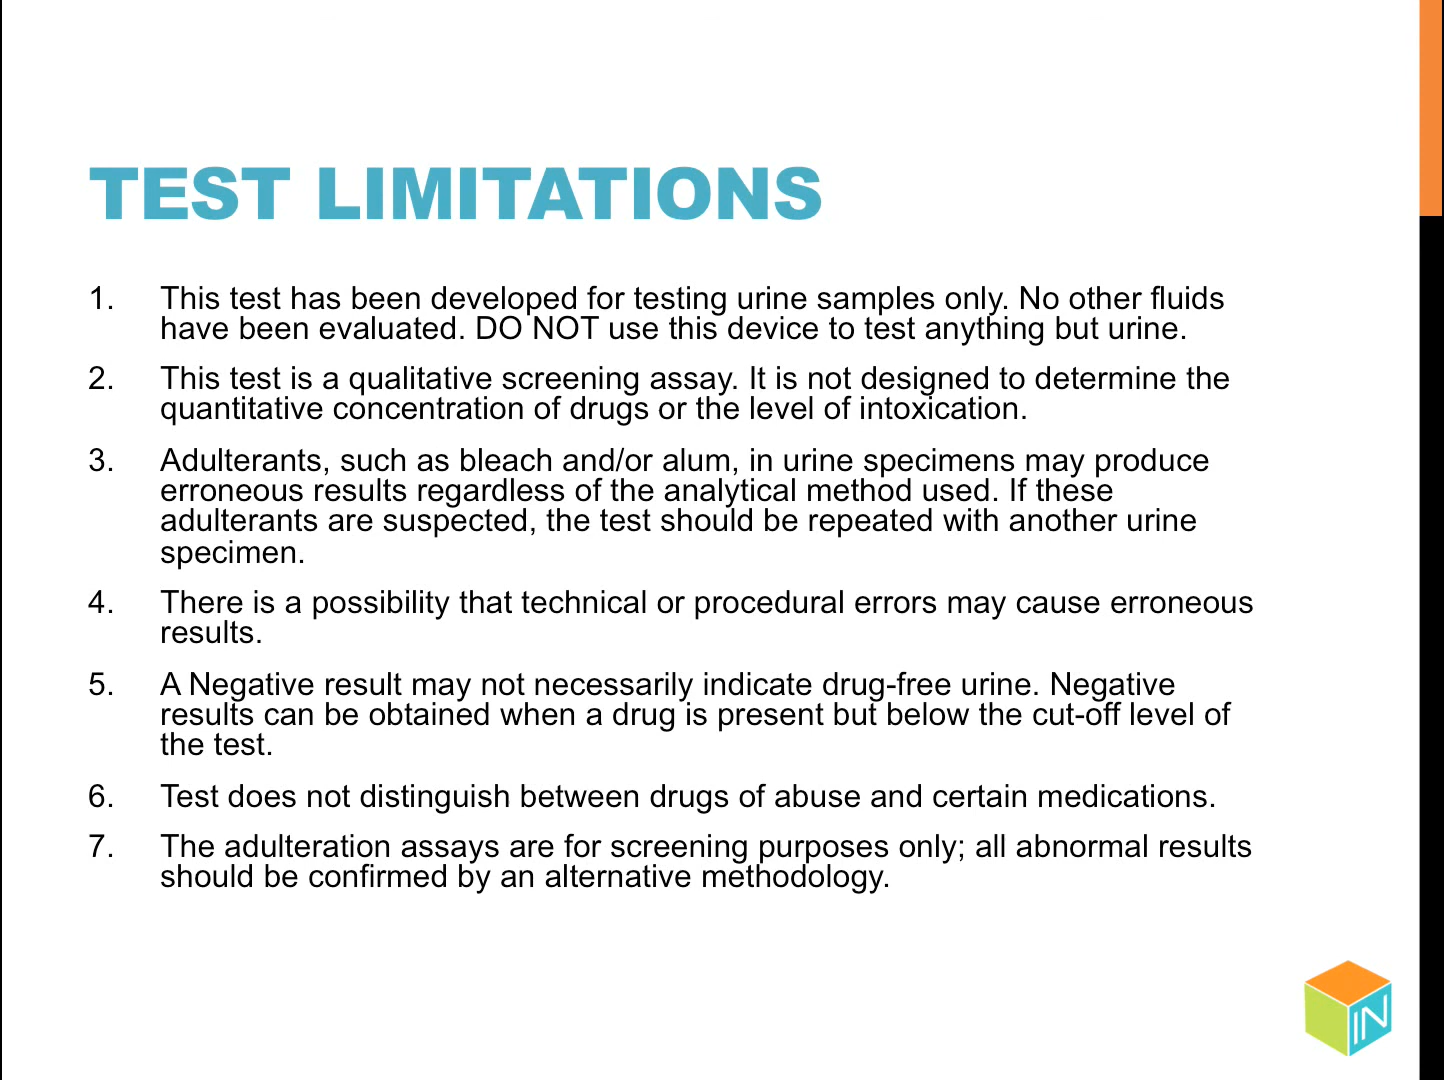 TEST LIMITATIONS
1. This test has been developed for testing urine samples only. No other fluids
have been evaluated. DO NOT use this device to test anything but urine.
2. This test is a qualitative screening assay. It is not designed to determine the
quantitative concentration of drugs or the level of intoxication.
3. Adulterants, such as bleach and/or alum, in urine specimens may produce
erroneous results regardless of the analytical method used. If these
adulterants are suspected, the test should be repeated with another urine
specimen.
4. There is a possibility that technical or procedural errors may cause erroneous
results.
5. A Negative result may not necessarily indicate drug-free urine. Negative
results can be obtained when a drug is present but below the cut-off level of
the test.
6. Test does not distinguish between drugs of abuse and certain medications.
7. The adulteration assays are for screening purposes only; all abnormal results
should be confirmed by an alternative methodology.
IN